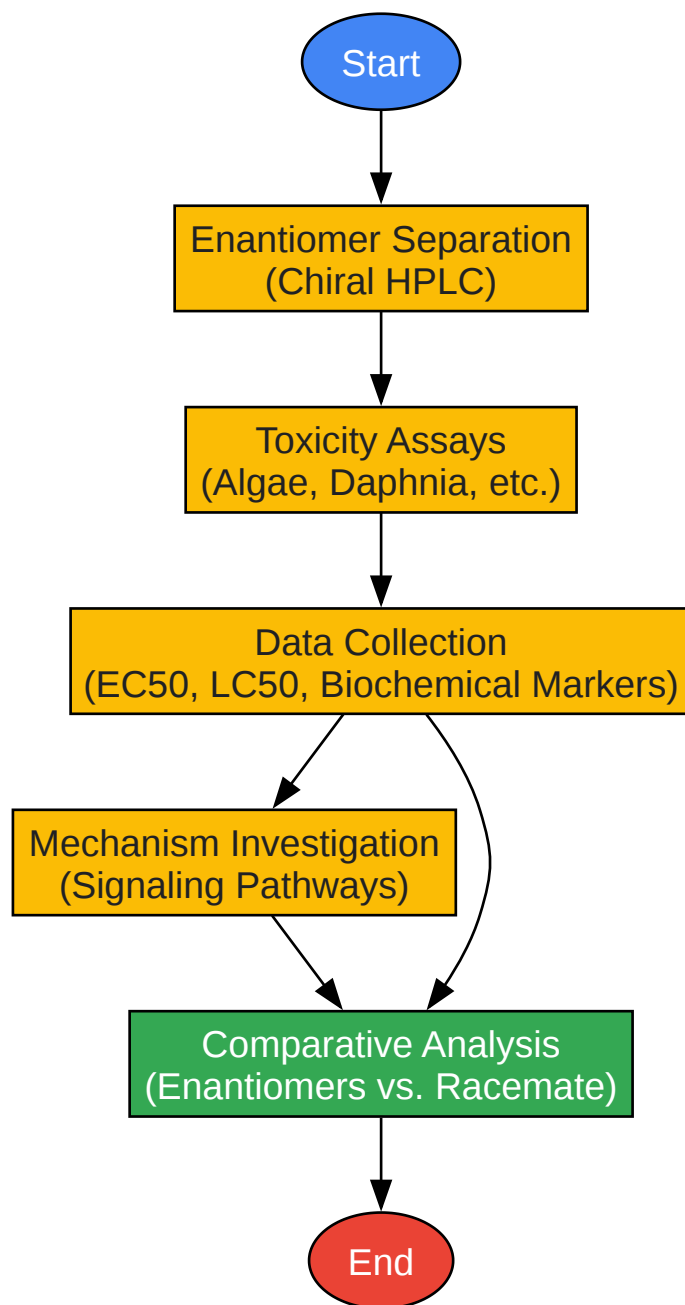 Start
Enantiomer Separation
(Chiral HPLC)
Toxicity Assays
(Algae, Daphnia, etc.)
Data Collection
(EC50, LC50, Biochemical Markers)
Mechanism Investigation
(Signaling Pathways)
Comparative Analysis
(Enantiomers vs. Racemate)
End